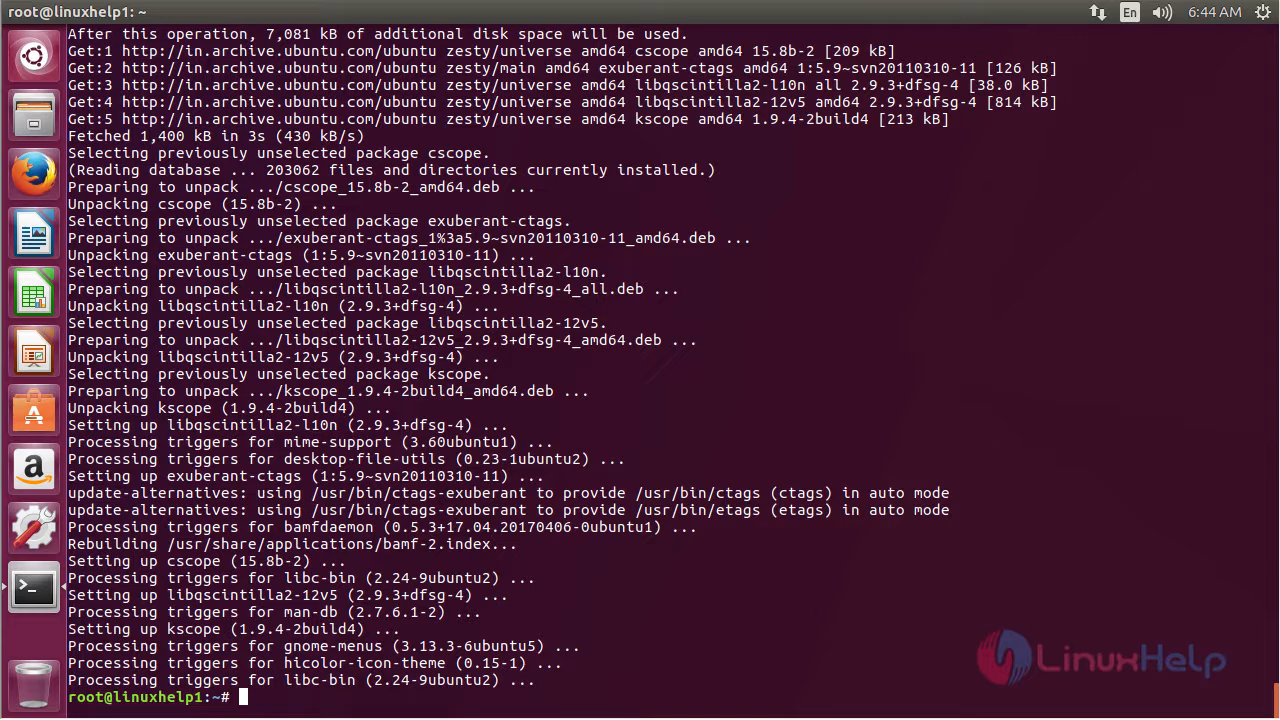 root@linuxhelp1: ~
En
6:44 AM
After this operation, 7,081 kB of additional disk space will be used.
Get:1 http://in.archive.ubuntu.com/ubuntu zesty/universe amd64 cscope amd64 15.8b-2 [209 kB]
Get:2 http://in.archive.ubuntu.com/ubuntu zesty/main amd64 exuberant-ctags amd64 1:5.9~svn20110310-11 [126 kB]
Get:3 http://in.archive.ubuntu.com/ubuntu zesty/universe amd64 libqscintilla2-l10n all 2.9.3+dfsg-4 [38.0 kB]
Get:4 http://in.archive.ubuntu.com/ubuntu zesty/universe amd64 libqscintilla2-12v5 amd64 2.9.3+dfsg-4 [814 kB]
Get:5 http://in.archive.ubuntu.com/ubuntu zesty/universe amd64 kscope amd64 1.9.4-2build4 [213 kB]
Fetched 1,400 kB in 3s (430 kB/s)
Selecting previously unselected package cscope.
(Reading database ... 203062 files and directories currently installed.)
Preparing to unpack .../cscope_15.8b-2_amd64.deb ...
Unpacking cscope (15.8b-2) ...
Selecting previously unselected package exuberant-ctags.
Preparing to unpack .../exuberant-ctags_1%3a5.9~svn20110310-11_amd64.deb ...
Unpacking exuberant-ctags (1:5.9~svn20110310-11) ...
Selecting previously unselected package libqscintilla2-l10n.
Preparing to unpack .../libqscintilla2-l10n_2.9.3+dfsg-4_all.deb ...
Unpacking libqscintilla2-l10n (2.9.3+dfsg-4) ...
Selecting previously unselected package libqscintilla2-12v5.
Preparing to unpack .../libqscintilla2-12v5_2.9.3+dfsg-4_amd64.deb ...
Unpacking libqscintilla2-12v5 (2.9.3+dfsg-4) ...
Selecting previously unselected package kscope.
Preparing to unpack .../kscope_1.9.4-2build4_amd64.deb ...
Unpacking kscope (1.9.4-2build4) ...
Setting up libqscintilla2-l10n (2.9.3+dfsg-4) ...
Processing triggers for mime-support (3.60ubuntu1) ...
Processing triggers for desktop-file-utils (0.23-1ubuntu2) ...
Setting up exuberant-ctags (1:5.9~svn20110310-11) ...
update-alternatives: using /usr/bin/ctags-exuberant to provide /usr/bin/ctags (ctags) in auto mode
update-alternatives: using /usr/bin/ctags-exuberant to provide /usr/bin/etags (etags) in auto mode
Processing triggers for bamfdaemon (0.5.3+17.04.20170406-0ubuntu1) ...
Rebuilding /usr/share/applications/bamf-2.index...
Setting up cscope (15.8b-2) ...
Processing triggers for libc-bin (2.24-9ubuntu2) ...
Setting up libqscintilla2-12v5 (2.9.3+dfsg-4) ...
Processing triggers for man-db (2.7.6.1-2) ...
Setting up kscope (1.9.4-2build4) ...
Processing triggers for gnome-menus (3.13.3-6ubuntu5) ...
Processing triggers for hicolor-icon-theme (0.15-1) ...
Processing triggers for libc-bin (2.24-9ubuntu2) ...
root@linuxhelp1:~#
LinuxHelp